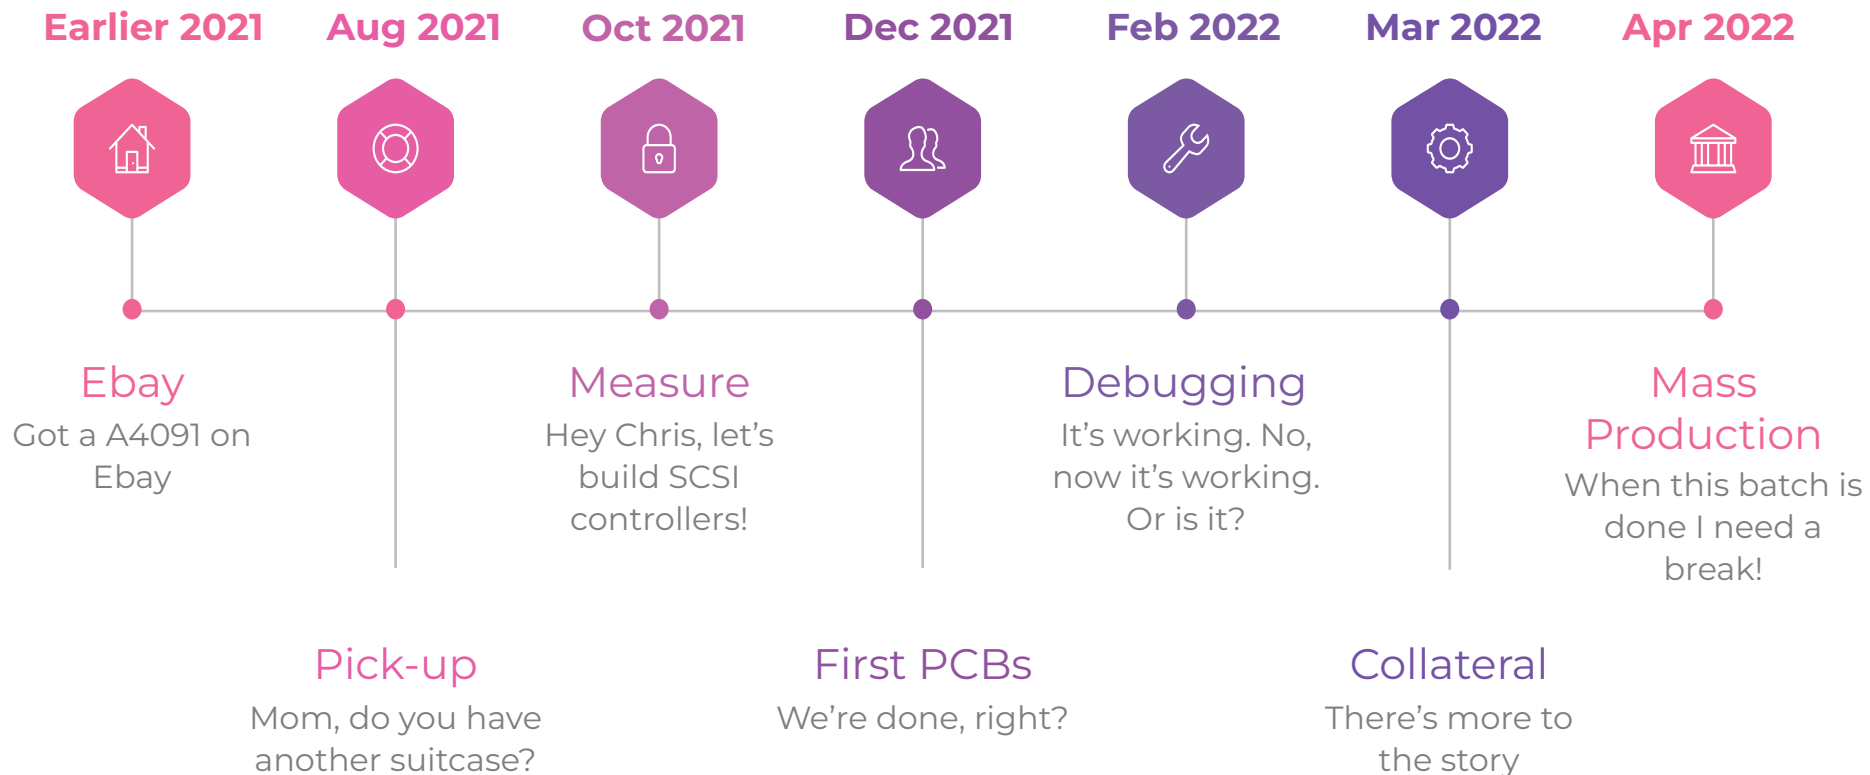 Earlier 2021
Aug 2021
Oct 2021
Dec 2021
Feb 2022
Mar 2022
Apr 2022
Ebay
Got a A4091 on
Ebay
Pick-up
Mom, do you have
another suitcase?
Measure
Hey Chris, let’s
build SCSI
controllers!
First PCBs
We’re done, right?
Debugging
It’s working. No,
now it’s working.
Or is it?
Collateral
There’s more to
the story
Mass
Production
When this batch is
done I need a
break!